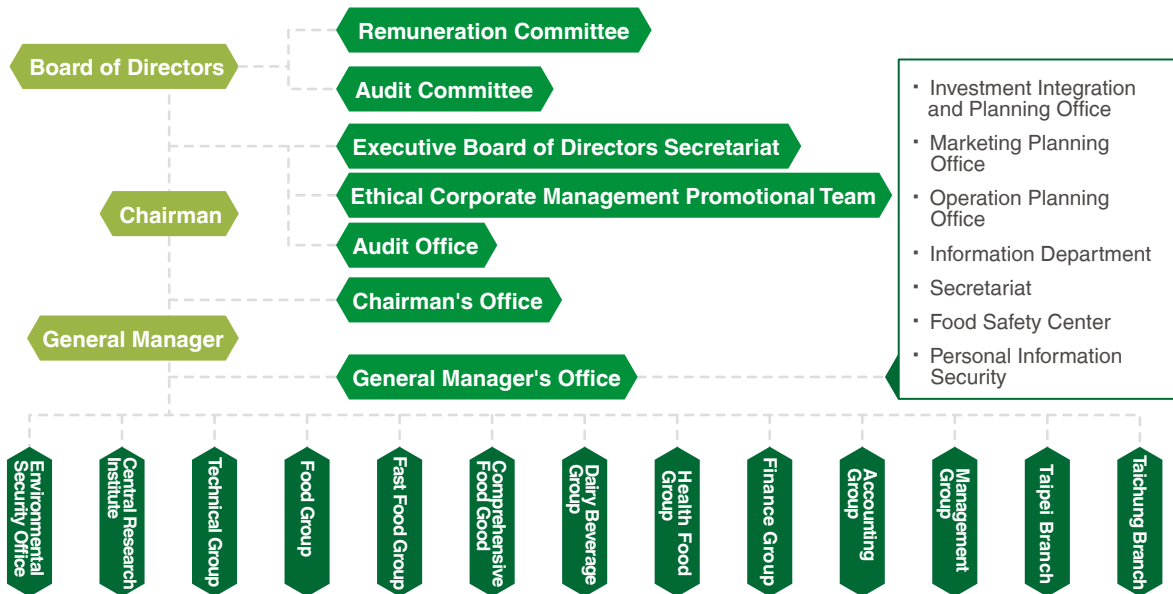 Remuneration Committee
Board of Directors
Audit Committee
Executive Board of Directors Secretariat
Ethical Corporate Management Promotional Team
Chairman
Audit Office
Chairman's Office
General Manager
General Manager's Office
· Investment Integration
and Planning Office
· Marketing Planning
Office
· Operation Planning
Office
· Information Department
· Secretariat
· Food Safety Center
· Personal Information
Security
Environmental
Security Office
Central Research
Institute
Technical Group
Food Group
Fast Food Group
Comprehensive
Food Good
Dairy Beverage
Group
Health Food
Group
Finance Group
Accounting
Group
Management
Group
Taipei Branch
Taichung Branch